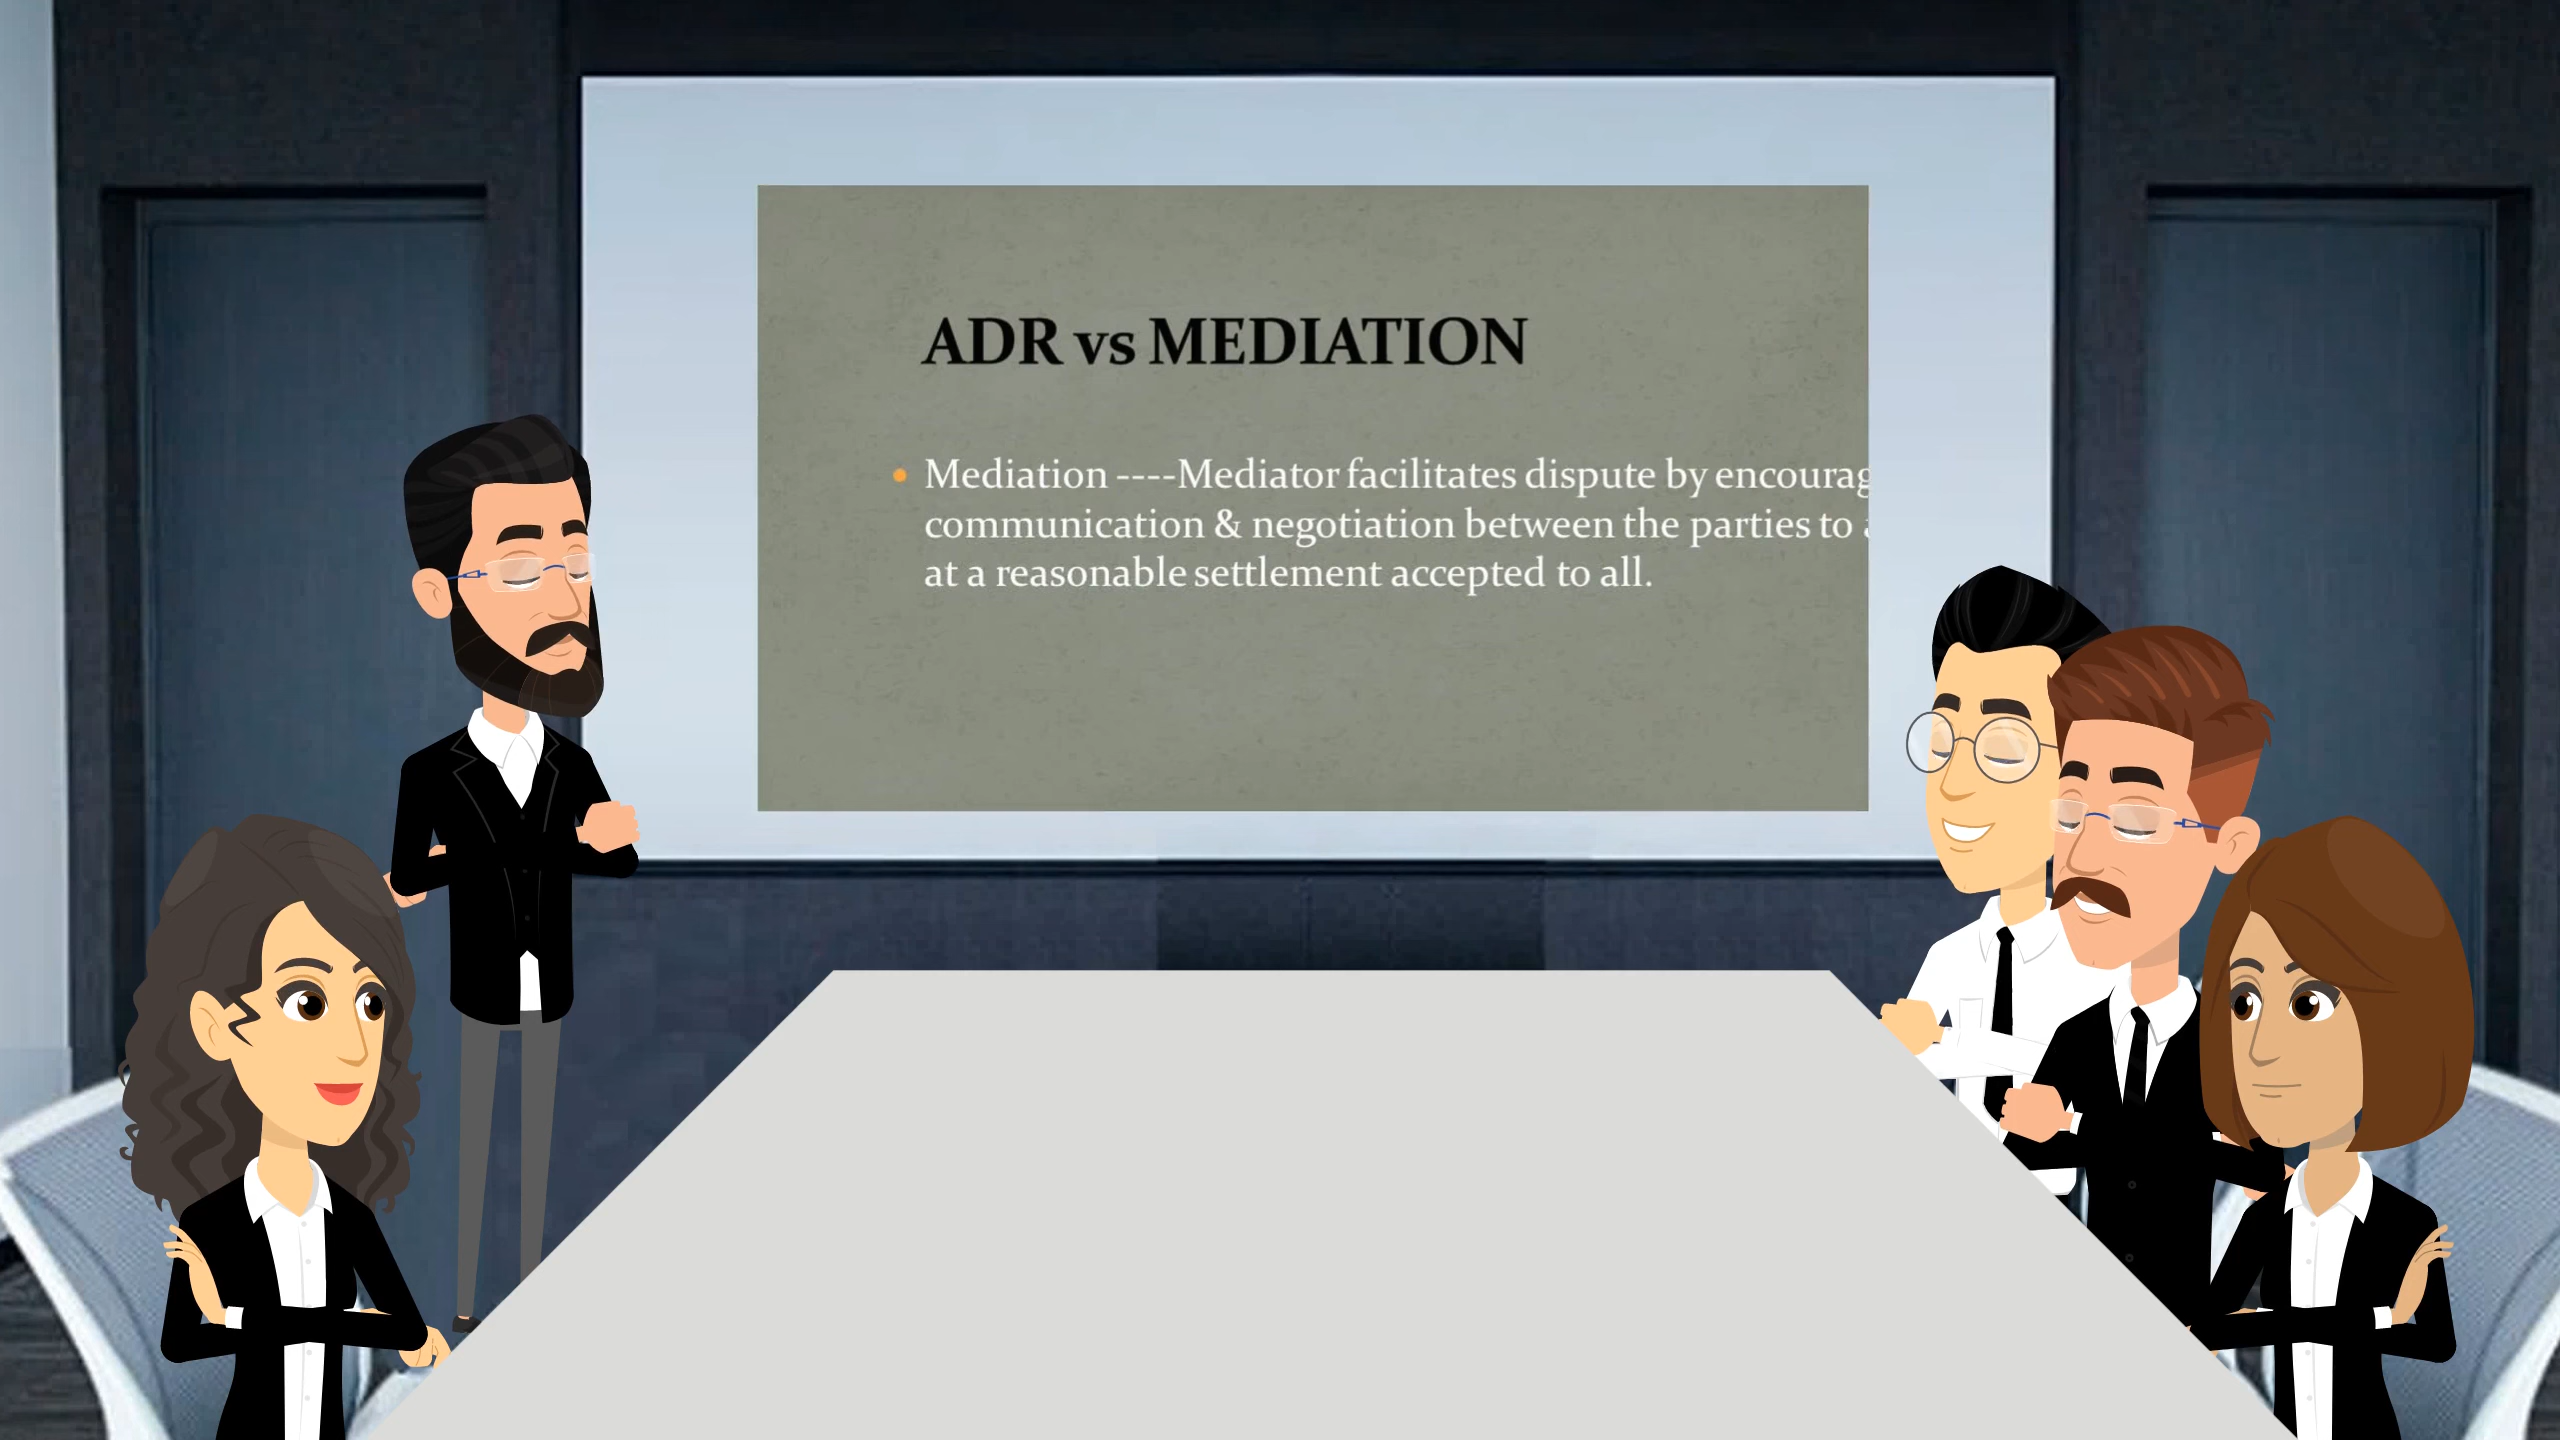 ADR vs MEDIATION
• Mediation ----Mediator facilitates dispute by encourag
communication & negotiation between the parties to
at a reasonable settlement accepted to all.